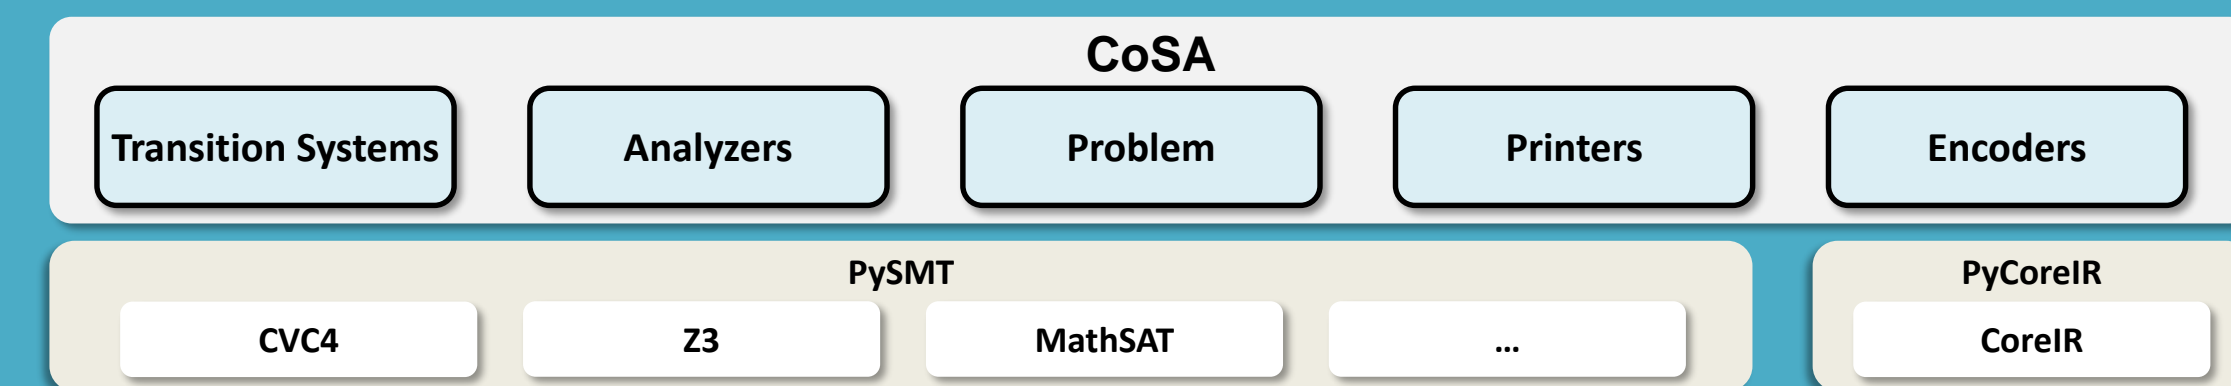 CoSA
Transition Systems
Analyzers
Problem
Printers
Encoders
PySMT
CVC4
Z3
MathSAT
...
PyCoreIR
CoreIR